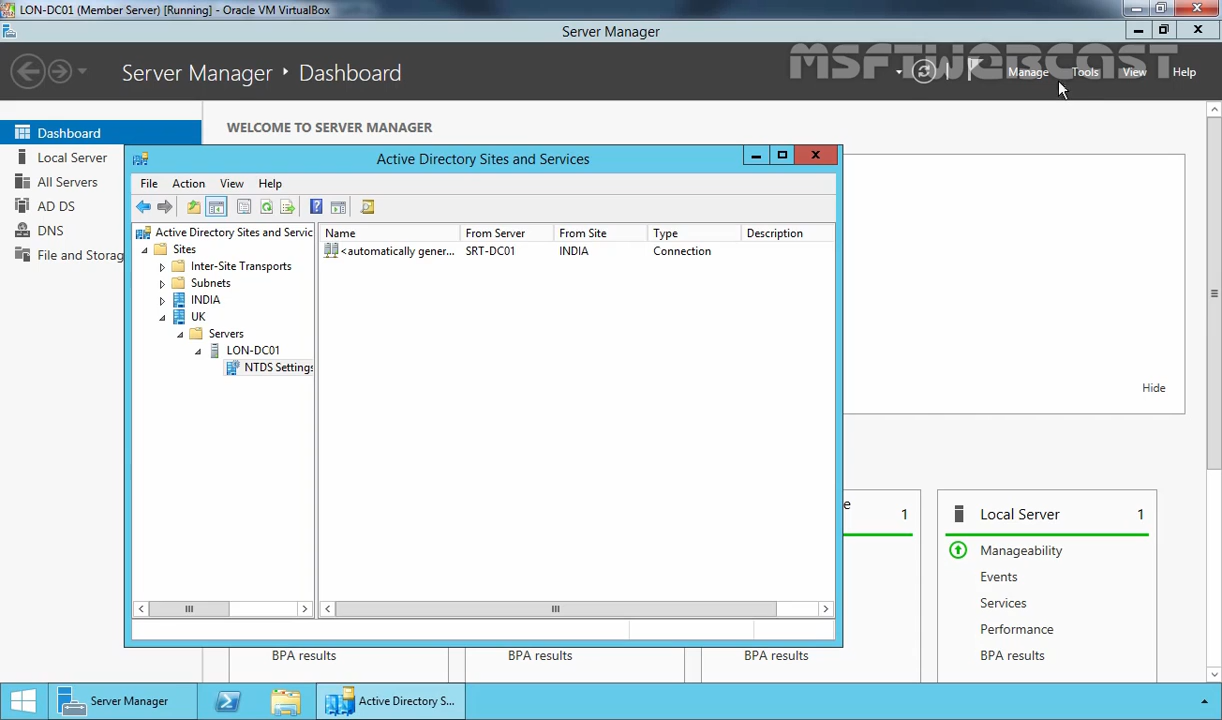 LON-DC01 (Member Server) [Running] - Oracle VM VirtualBox
Server Manager
Server Manager ‣ Dashboard
MSFTWEBCAST
Manage Tools View Help
Dashboard
Local Server
All Servers
AD DS
DNS
File and Storag
WELCOME TO SERVER MANAGER
Active Directory Sites and Services
File Action View Help
Active Directory Sites and Servic
Sites
Inter-Site Transports
Subnets
INDIA
UK
Servers
LON-DC01
NTDS Settings
Name From Server From Site Type Description
<automatically gener... SRT-DC01 INDIA Connection
Hide
e 1
Local Server 1
Manageability
Events
Services
Performance
BPA results
BPA results
BPA results
BPA results
Server Manager
Active Directory S...